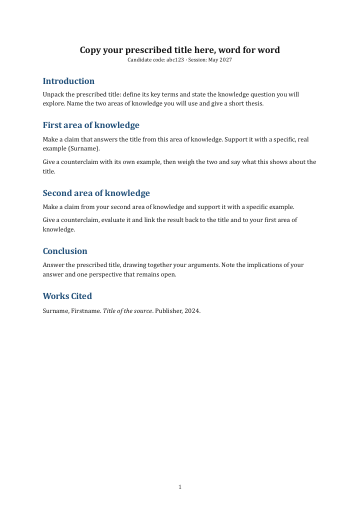 Copy your prescribed title here, word for word
Candidate code: abc123 · Session: May 2027
Introduction
Unpack the prescribed title: define its key terms and state the knowledge question you will
explore. Name the two areas of knowledge you will use and give a short thesis.
First area of knowledge
Make a claim that answers the title from this area of knowledge. Support it with a specific, real
example (Surname).
Give a counterclaim with its own example, then weigh the two and say what this shows about the
title.
Second area of knowledge
Make a claim from your second area of knowledge and support it with a specific example.
Give a counterclaim, evaluate it and link the result back to the title and to your first area of
knowledge.
Conclusion
Answer the prescribed title, drawing together your arguments. Note the implications of your
answer and one perspective that remains open.
Works Cited
Surname, Firstname. Title of the source. Publisher, 2024.
1